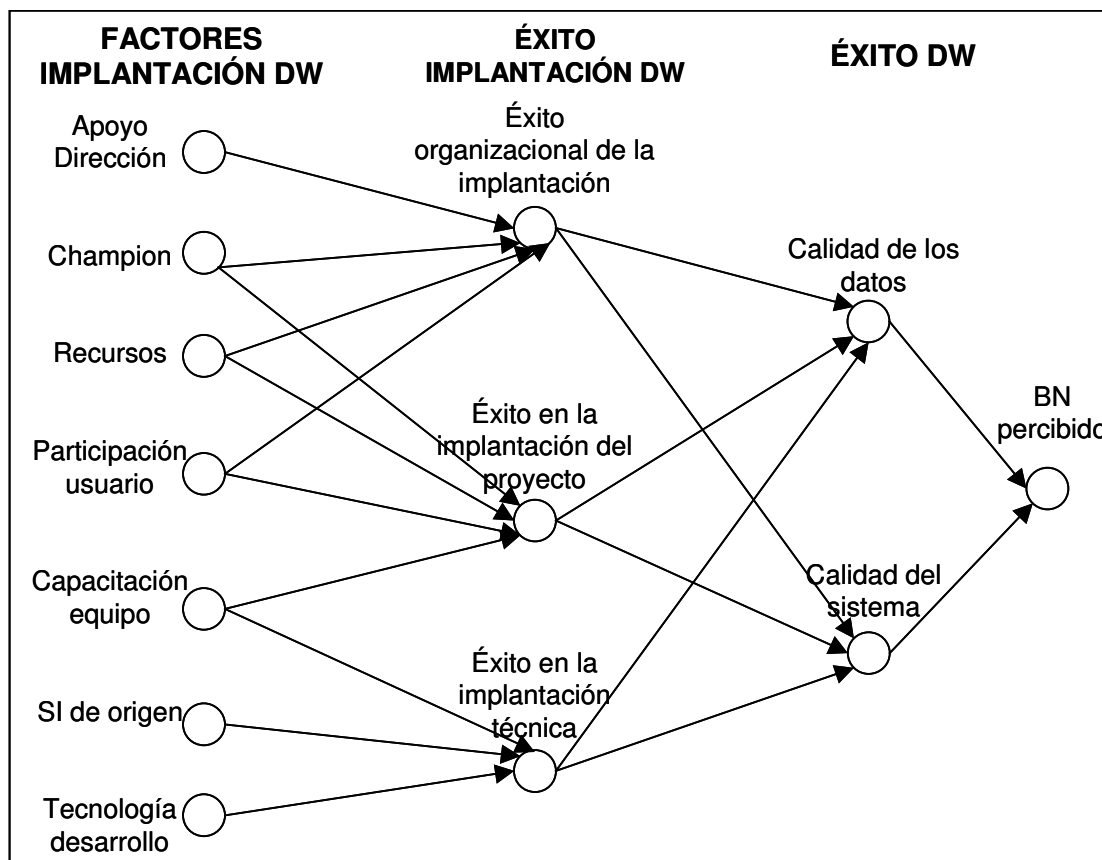 FACTORES
IMPLANTACIÓN DW
ÉXITO
IMPLANTACIÓN DW
ÉXITO DW
Apoyo
Dirección
Champion
Recursos
Participación
usuario
Capacitación
equipo
SI de origen
Tecnología
desarrollo
Éxito
organizacional de la
implantación
Éxito en la
implantación del
proyecto
Éxito en la
implantación
técnica
Calidad de los
datos
Calidad del
sistema
BN
percibido